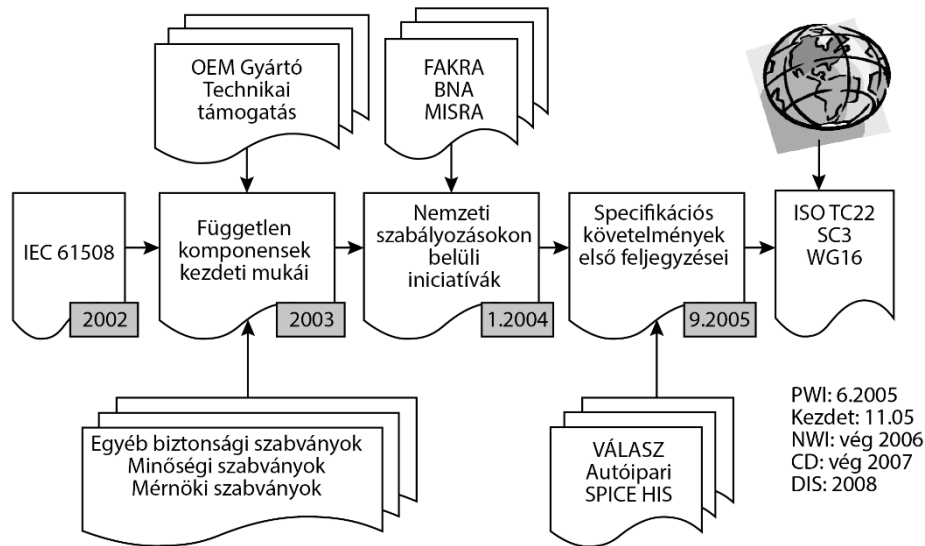 OEM Gyártó
Technikai
támogatás
FAKRA
BNA
MISRA
IEC 61508
2002
Független
komponensek
kezdeti mukái
2003
Nemzeti
szabályozásokon
belüli
iniciatívák
1.2004
Specifikációs
követelmények
első feljegyzései
9.2005
ISO TC22
SC3
WG16
Egyéb biztonsági szabványok
Minőségi szabványok
Mérnöki szabványok
VÁLASZ
Autóipari
SPICE HIS
PWI: 6.2005
Kezdet: 11.05
NWI: vég 2006
CD: vég 2007
DIS: 2008